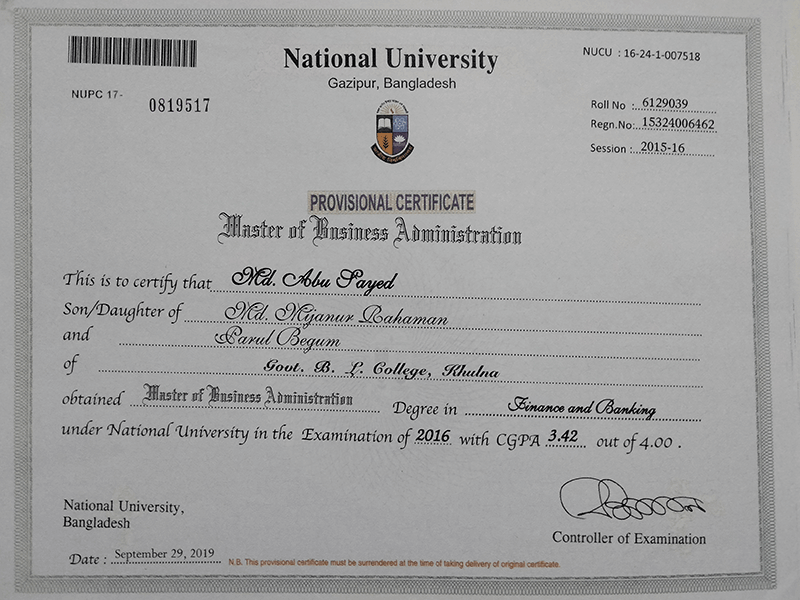 National University
Gazipur, Bangladesh
NUCU : 16-24-1-007518
NUPC 17- 0819517
Roll No : 6129039
Regn.No: 15324006462
Session : 2015-16
PROVISIONAL CERTIFICATE
Master of Business Administration
This is to certify that Md. Abu Sayed
Son/Daughter of Md. Mijanur Rahaman
and Parul Begum
of Govt. B. L. College, Khulna
obtained Master of Business Administration Degree in Finance and Banking
under National University in the Examination of 2016 with CGPA 3.42 out of 4.00 .
National University,
Bangladesh
Controller of Examination
Date : September 29, 2019
N.B. This provisional certificate must be surrendered at the time of taking delivery of original certificate.